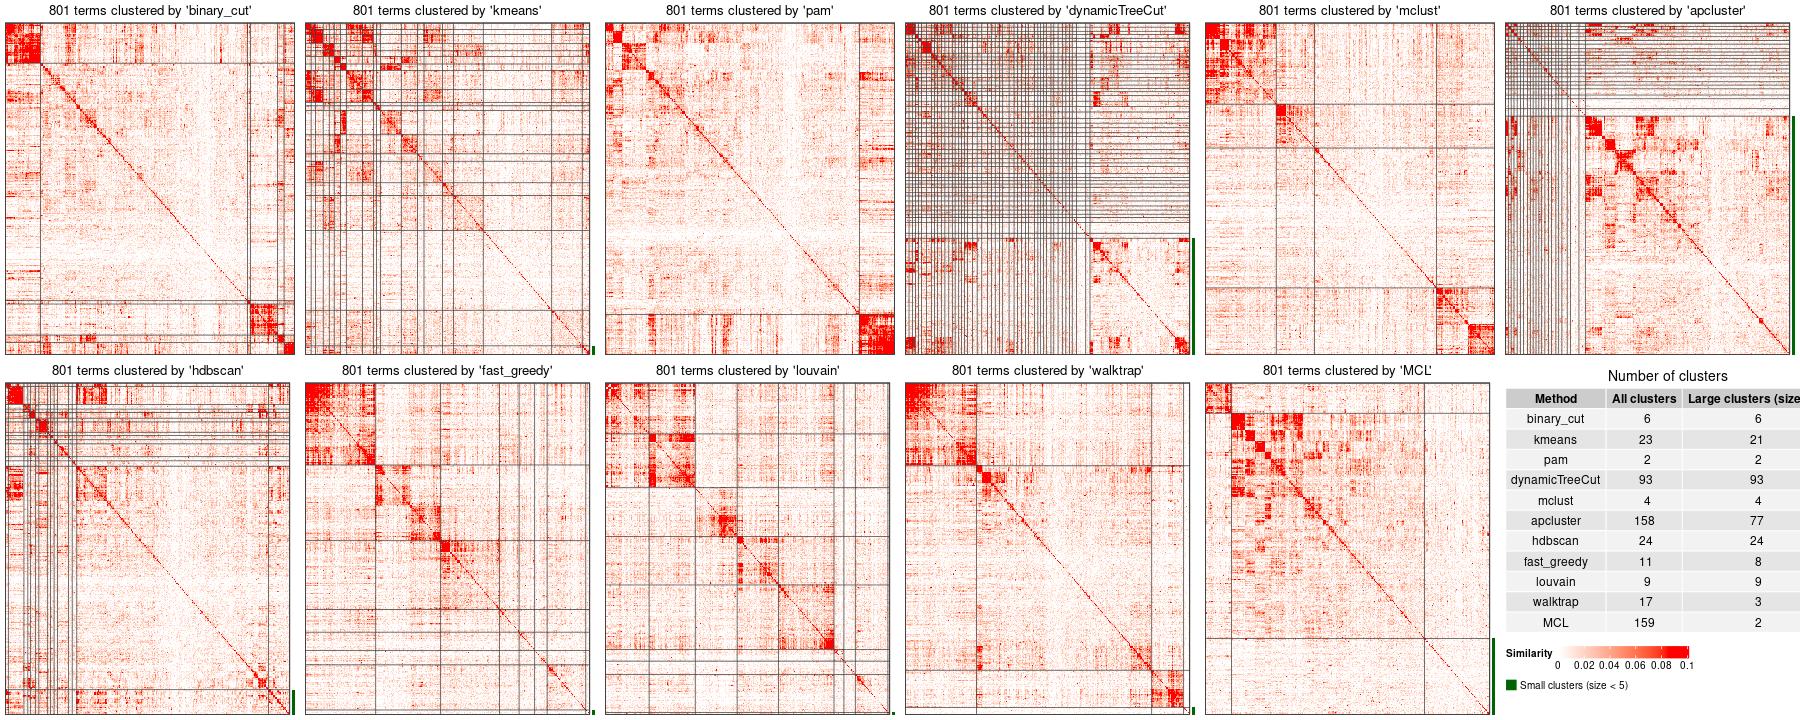 801 terms clustered by 'binary_cut'
801 terms clustered by 'kmeans'
801 terms clustered by 'pam'
801 terms clustered by 'dynamicTreeCut'
801 terms clustered by 'mclust'
801 terms clustered by 'apcluster'
801 terms clustered by 'hdbscan'
801 terms clustered by 'fast_greedy'
801 terms clustered by 'louvain'
801 terms clustered by 'walktrap'
801 terms clustered by 'MCL'
Number of clusters
Method All clusters Large clusters (size
binary_cut 6 6
kmeans 23 21
pam 2 2
dynamicTreeCut 93 93
mclust 4 4
apcluster 158 77
hdbscan 24 24
fast_greedy 11 8
louvain 9 9
walktrap 17 3
MCL 159 2
Similarity
0 0.02 0.04 0.06 0.08 0.1
Small clusters (size < 5)